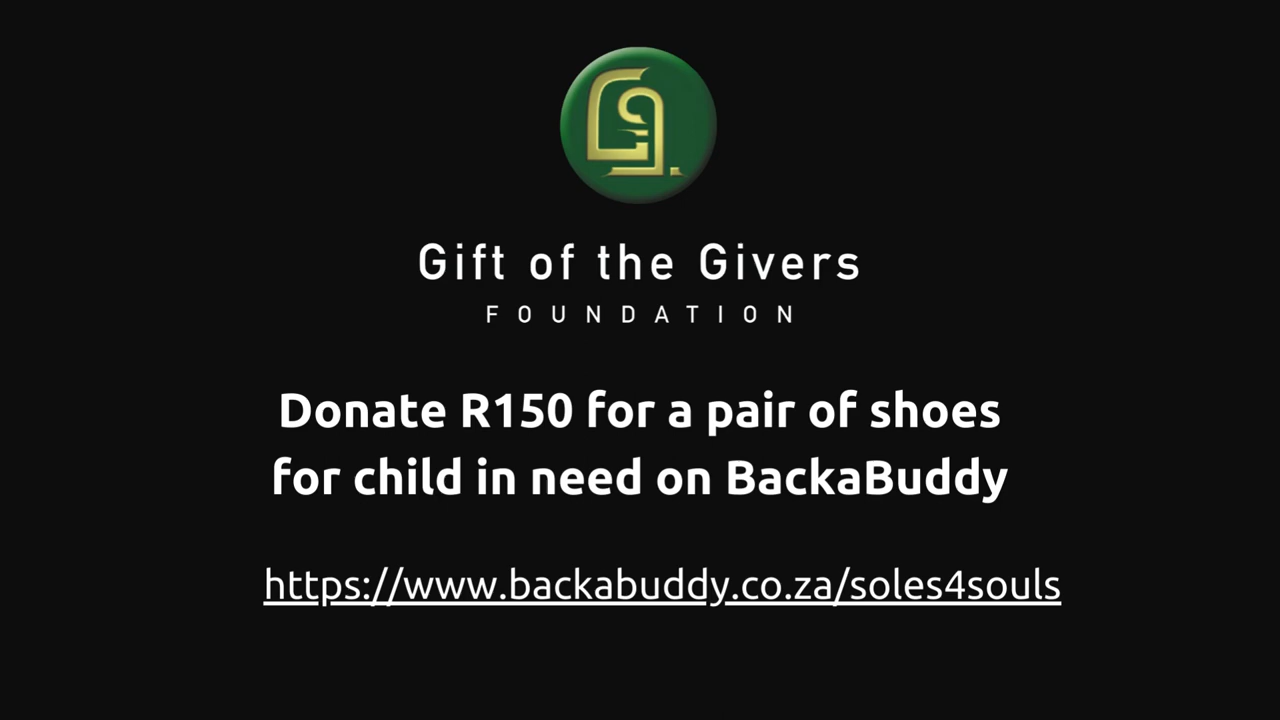 Gift of the Givers
FOUNDATION
Donate R150 for a pair of shoes
for child in need on BackaBuddy
https://www.backabuddy.co.za/soles4souls